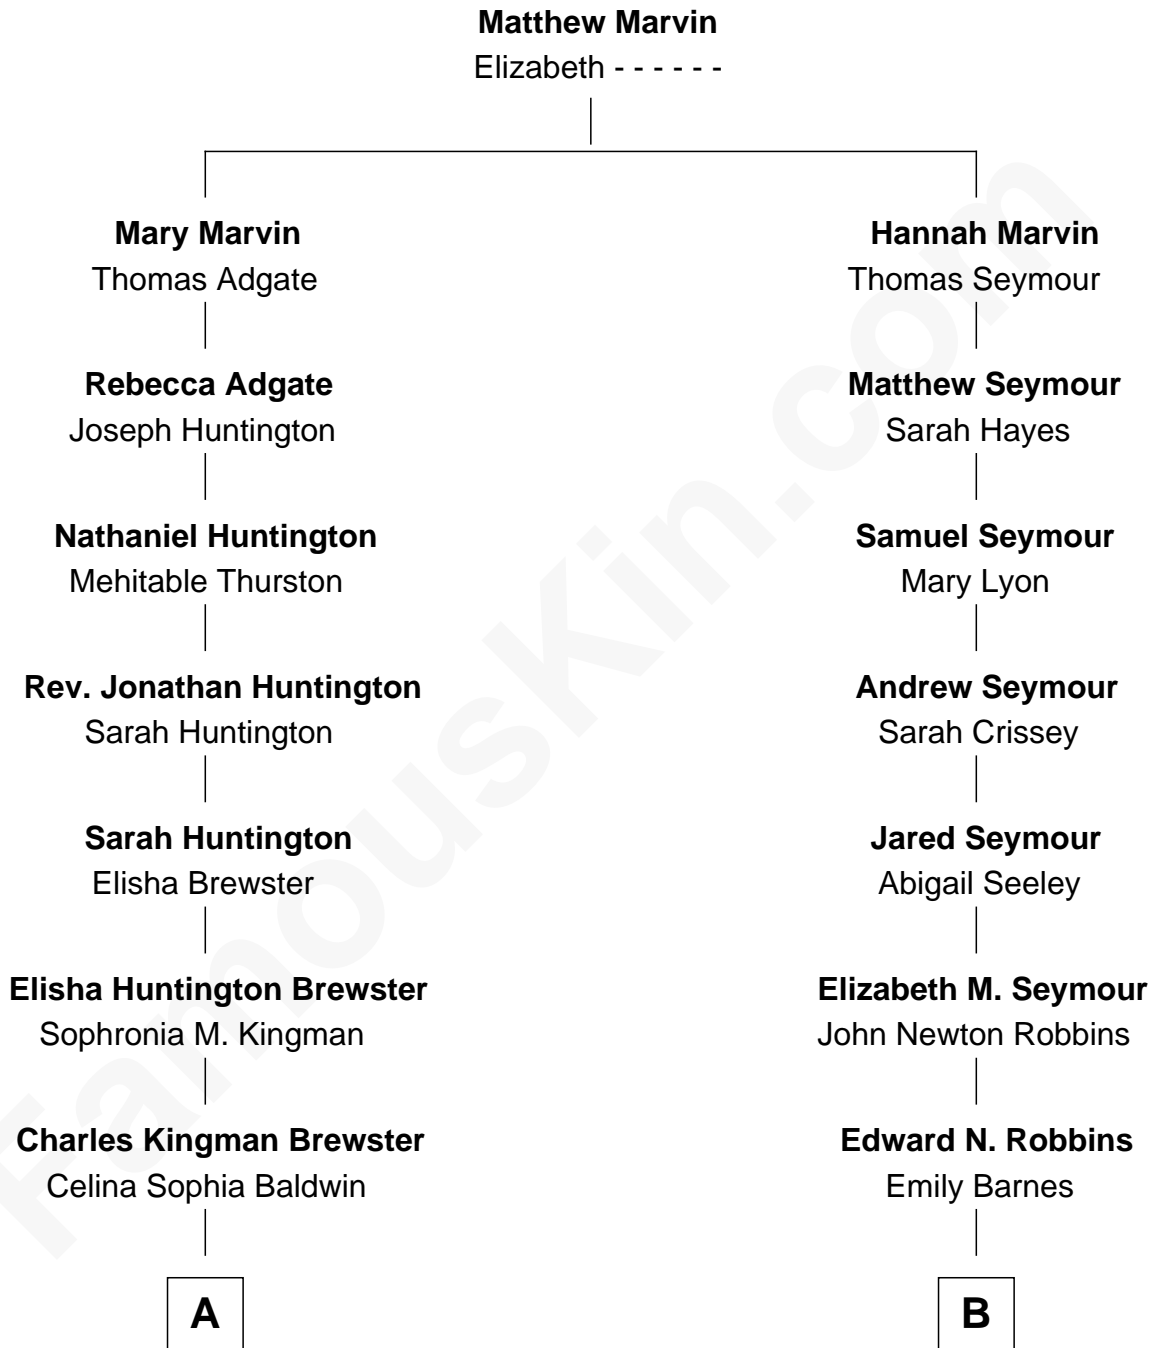 Matthew Marvin
Elizabeth - - - - - -
Mary Marvin
Thomas Adgate
Hannah Marvin
Thomas Seymour
Rebecca Adgate
Joseph Huntington
Matthew Seymour
Sarah Hayes
Nathaniel Huntington
Mehitable Thurston
Samuel Seymour
Mary Lyon
Rev. Jonathan Huntington
Sarah Huntington
Andrew Seymour
Sarah Crissey
Sarah Huntington
Elisha Brewster
Jared Seymour
Abigail Seeley
Elisha Huntington Brewster
Sophronia M. Kingman
Elizabeth M. Seymour
John Newton Robbins
Charles Kingman Brewster
Celina Sophia Baldwin
Edward N. Robbins
Emily Barnes
A
B
FamousKin.com